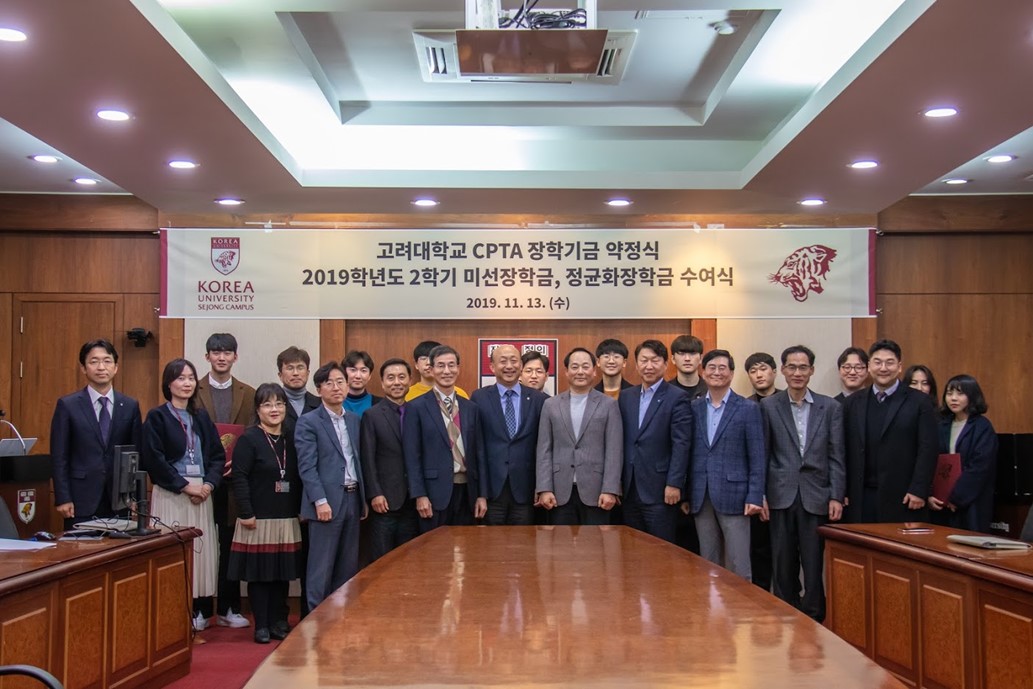 고려대학교 CPTA 장학기금 약정식
2019학년도 2학기 미선장학금, 정균화장학금 수여식
2019. 11. 13. (수)
KOREA
KOREA
UNIVERSITY
SEJONG CAMPUS